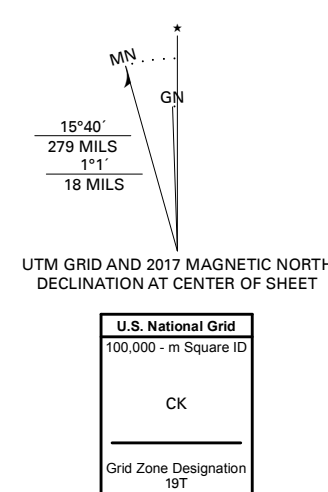 ★
MN
GN
15°40´
279 MILS
1°1´
18 MILS
UTM GRID AND 2017 MAGNETIC NORTH
DECLINATION AT CENTER OF SHEET
U.S. National Grid
100,000 - m Square ID
CK
Grid Zone Designation
19T